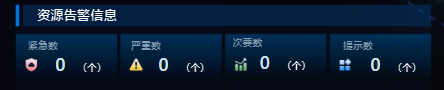 资源告警信息
紧急数 严重数 次要数 提示数
0 (个) 0 (个) 0 (个) 0 (个)